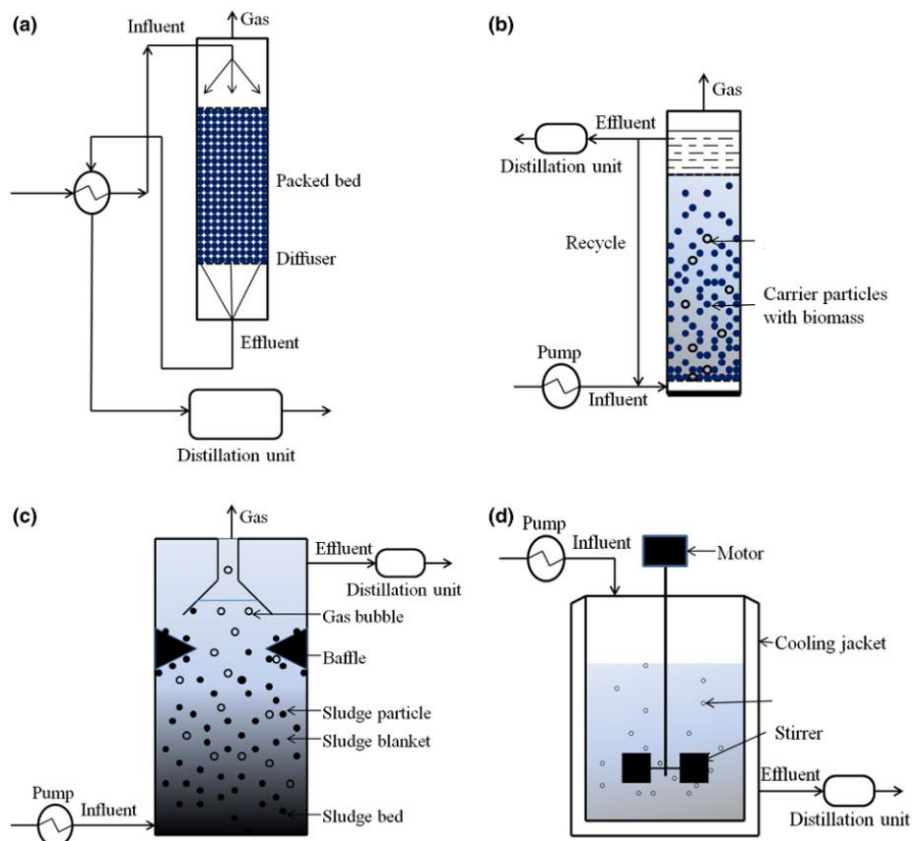 (a)
Gas
Influent
Packed bed
Diffuser
Effluent
Distillation unit
(b)
Gas
Effluent
Distillation unit
Recycle
Carrier particles
with biomass
Pump
Influent
(c)
Gas
Effluent
Distillation unit
Gas bubble
Baffle
Sludge particle
Sludge blanket
Pump
Influent
Sludge bed
(d)
Pump
Influent
Motor
Cooling jacket
Stirrer
Effluent
Distillation unit